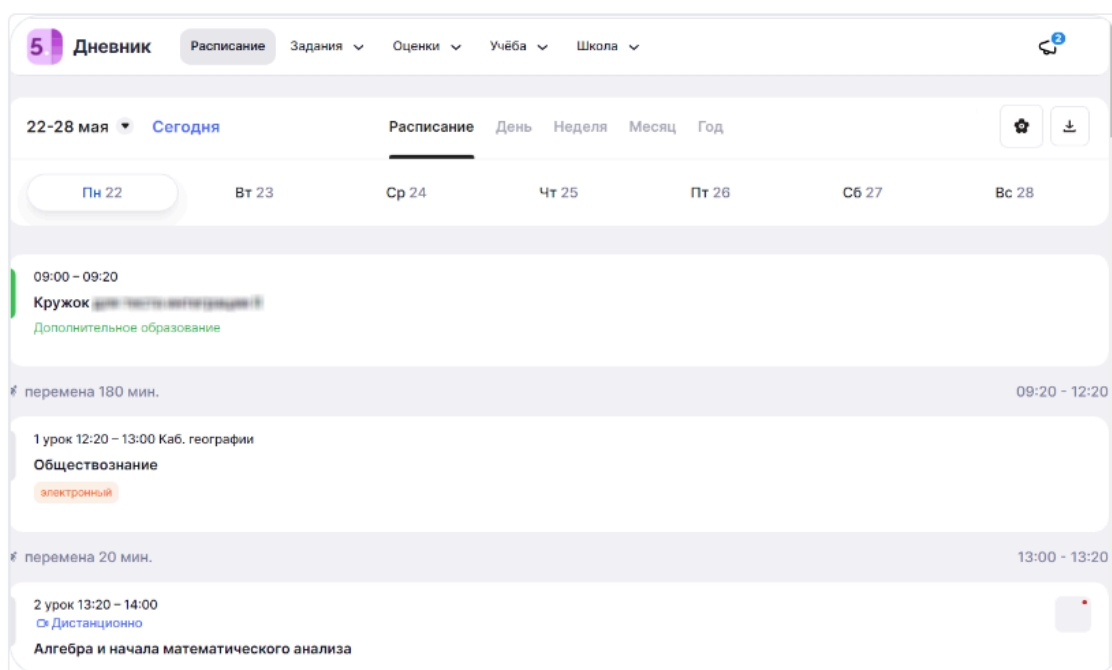 5. Дневник Расписание Задания Оценки Учёба Школа 2
22-28 мая Сегодня Расписание День Неделя Месяц Год
Пн 22 Вт 23 Ср 24 Чт 25 Пт 26 Сб 27 Вс 28
09:00 – 09:20
Кружок
Дополнительное образование
перемена 180 мин. 09:20 - 12:20
1 урок 12:20 – 13:00 Каб. географии
Обществознание
электронный
перемена 20 мин. 13:00 - 13:20
2 урок 13:20 – 14:00
Дистанционно
Алгебра и начала математического анализа